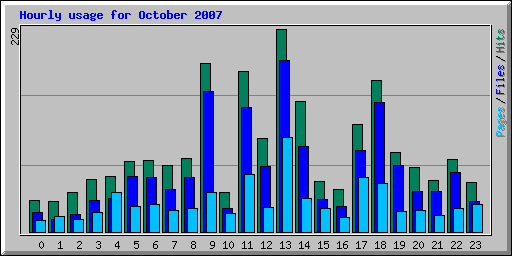 Hourly usage for October 2007
229
Pages / Files / Hits
0 1 2 3 4 5 6 7 8 9 10 11 12 13 14 15 16 17 18 19 20 21 22 23